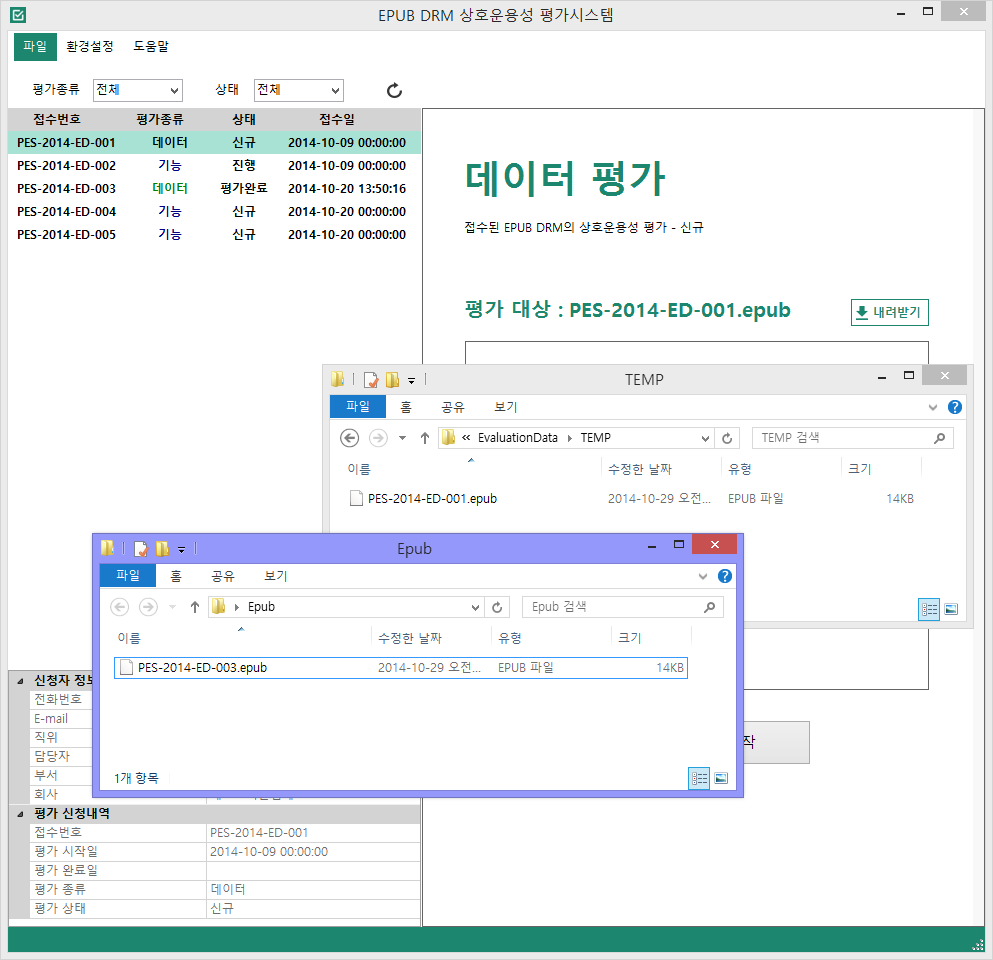 EPUB DRM 상호운용성 평가시스템
파일 환경설정 도움말
평가종류 전체 상태 전체
접수번호 평가종류 상태 접수일
PES-2014-ED-001 데이터 신규 2014-10-09 00:00:00
PES-2014-ED-002 기능 진행 2014-10-09 00:00:00
PES-2014-ED-003 데이터 평가완료 2014-10-20 13:50:16
PES-2014-ED-004 기능 신규 2014-10-20 00:00:00
PES-2014-ED-005 기능 신규 2014-10-20 00:00:00
데이터 평가
접수된 EPUB DRM의 상호운용성 평가 - 신규
평가 대상 : PES-2014-ED-001.epub
내려받기
TEMP
파일 홈 공유 보기
« EvaluationData TEMP TEMP 검색
이름 수정한 날짜 유형 크기
PES-2014-ED-001.epub 2014-10-29 오전... EPUB 파일 14KB
Epub
파일 홈 공유 보기
Epub Epub 검색
이름 수정한 날짜 유형 크기
PES-2014-ED-003.epub 2014-10-29 오전... EPUB 파일 14KB
1개 항목
작
신청자 정보
전화번호
E-mail
직위
담당자
부서
회사
평가 신청내역
접수번호 PES-2014-ED-001
평가 시작일 2014-10-09 00:00:00
평가 완료일
평가 종류 데이터
평가 상태 신규